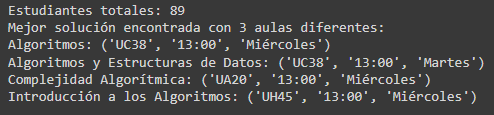 Estudiantes totales: 89
Mejor solución encontrada con 3 aulas diferentes:
Algoritmos: ('UC38', '13:00', 'Miércoles')
Algoritmos y Estructuras de Datos: ('UC38', '13:00', 'Martes')
Complejidad Algorítmica: ('UA20', '13:00', 'Miércoles')
Introducción a los Algoritmos: ('UH45', '13:00', 'Miércoles')